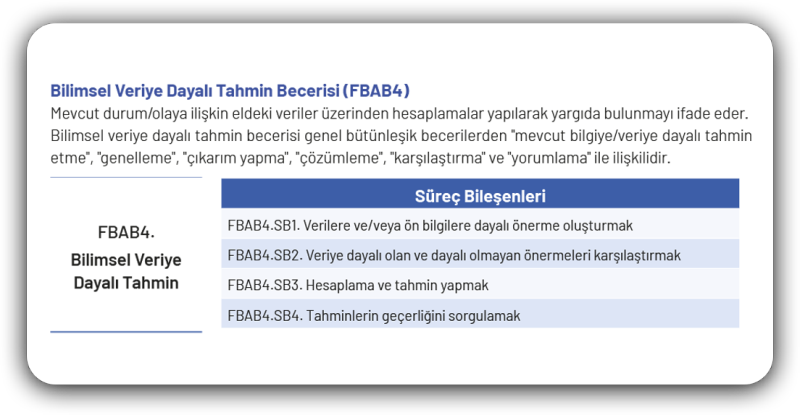 Bilimsel Veriye Dayalı Tahmin Becerisi (FBAB4)
Mevcut durum/olaya ilişkin eldeki veriler üzerinden hesaplamalar yapılarak yargıda bulunmayı ifade eder.
Bilimsel veriye dayalı tahmin becerisi genel bütünleşik becerilerden "mevcut bilgiye/veriye dayalı tahmin
etme", "genelleme", "çıkarım yapma", "çözümleme", "karşılaştırma" ve "yorumlama" ile ilişkilidir.
FBAB4.
Bilimsel Veriye
Dayalı Tahmin
Süreç Bileşenleri
FBAB4.SB1. Verilere ve/veya ön bilgilere dayalı önerme oluşturmak
FBAB4.SB2. Veriye dayalı olan ve dayalı olmayan önermeleri karşılaştırmak
FBAB4.SB3. Hesaplama ve tahmin yapmak
FBAB4.SB4. Tahminlerin geçerliğini sorgulamak